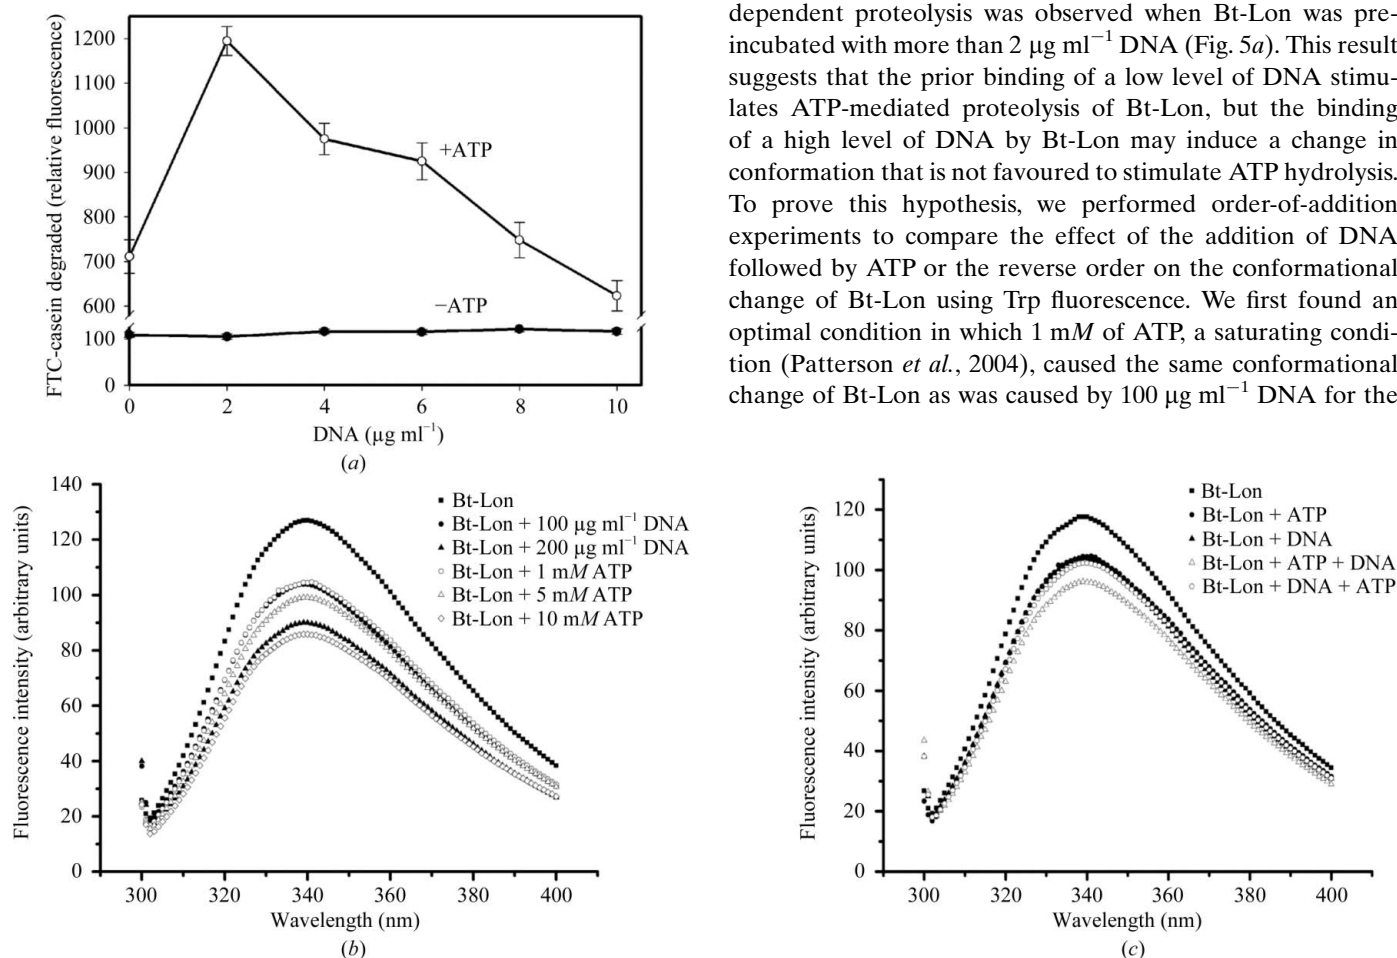 FTC-casein degraded (relative fluorescence)
1200
1100
1000
900
800
700
600
100
0
+ATP
−ATP
0 2 4 6 8 10
DNA (µg ml⁻¹)
(a)
dependent proteolysis was observed when Bt-Lon was pre-
incubated with more than 2 µg ml⁻¹ DNA (Fig. 5a). This result
suggests that the prior binding of a low level of DNA stimu-
lates ATP-mediated proteolysis of Bt-Lon, but the binding
of a high level of DNA by Bt-Lon may induce a change in
conformation that is not favoured to stimulate ATP hydrolysis.
To prove this hypothesis, we performed order-of-addition
experiments to compare the effect of the addition of DNA
followed by ATP or the reverse order on the conformational
change of Bt-Lon using Trp fluorescence. We first found an
optimal condition in which 1 mM of ATP, a saturating condi-
tion (Patterson et al., 2004), caused the same conformational
change of Bt-Lon as was caused by 100 µg ml⁻¹ DNA for the
Fluorescence intensity (arbitrary units)
140
120
100
80
60
40
20
0
Bt-Lon
Bt-Lon + 100 µg ml⁻¹ DNA
Bt-Lon + 200 µg ml⁻¹ DNA
Bt-Lon + 1 mM ATP
Bt-Lon + 5 mM ATP
Bt-Lon + 10 mM ATP
300 320 340 360 380 400
Wavelength (nm)
(b)
Fluorescence intensity (arbitrary units)
120
100
80
60
40
20
0
Bt-Lon
Bt-Lon + ATP
Bt-Lon + DNA
Bt-Lon + ATP + DNA
Bt-Lon + DNA + ATP
300 320 340 360 380 400
Wavelength (nm)
(c)